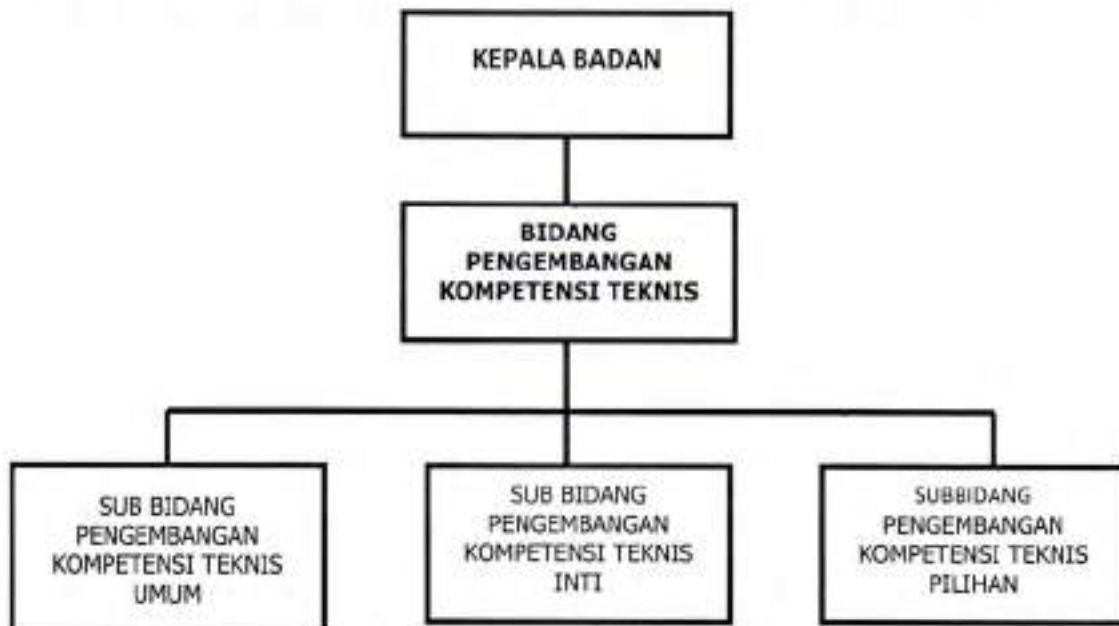 KEPALA BADAN
BIDANG
PENGEMBANGAN
KOMPETENSI TEKNIS
SUB BIDANG
PENGEMBANGAN
KOMPETENSI TEKNIS
UMUM
SUB BIDANG
PENGEMBANGAN
KOMPETENSI TEKNIS
INTI
SUBBIDANG
PENGEMBANGAN
KOMPETENSI TEKNIS
PILIHAN